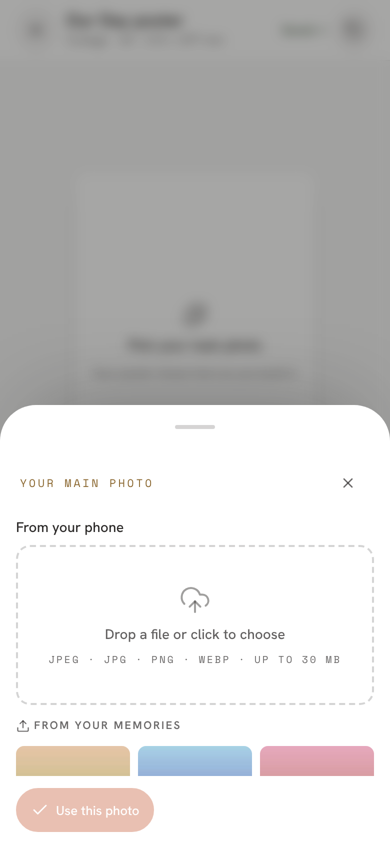 YOUR MAIN PHOTO
From your phone
Drop a file or click to choose
JPEG · JPG · PNG · WEBP · UP TO 30 MB
FROM YOUR MEMORIES
Use this photo